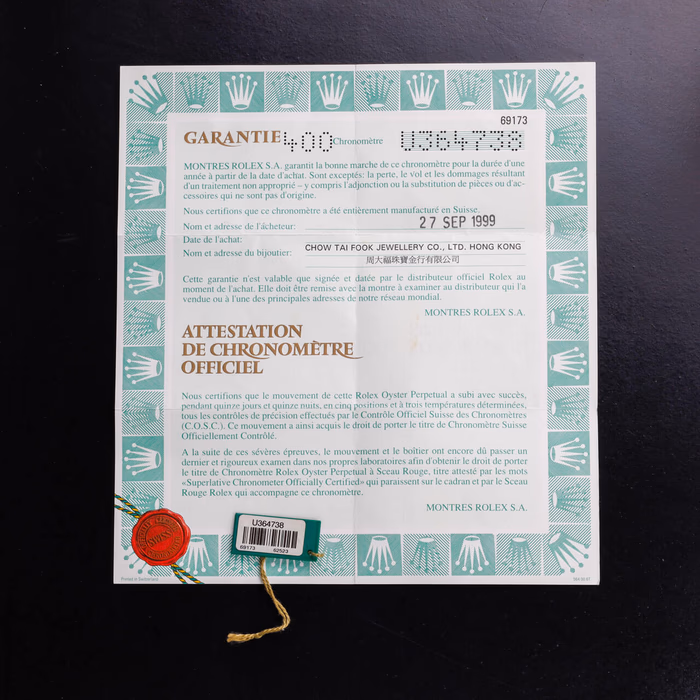 69173
GARANTIE 400 Chronomètre U364738
MONTRES ROLEX S.A. garantit la bonne marche de ce chronomètre pour la durée d'une
année à partir de la date d'achat. Sont exceptés: la perte, le vol et les dommages résultant
d'un traitement non approprié – y compris l'adjonction ou la substitution de pièces ou d'ac-
cessoires qui ne sont pas d'origine.
Nous certifions que ce chronomètre a été entièrement manufacturé en Suisse.
Nom et adresse de l'ácheteur:
27 SEP 1999
Date de l'achat:
Nom et adresse du bijoutier: CHOW TAI FOOK JEWELLERY CO., LTD. HONG KONG
周大福珠寶金行有限公司
Cette garantie n'est valable que signée et datée par le distributeur officiel Rolex au
moment de l'achat. Elle doit être remise avec la montre à examiner au distributeur qui l'a
vendue ou à l'une des principales adresses de notre réseau mondial.
MONTRES ROLEX S.A.
ATTESTATION
DE CHRONOMÈTRE
OFFICIEL
Nous certifions que le mouvement de cette Rolex Oyster Perpetual a subi avec succès,
pendant quinze jours et quinze nuits, en cinq positions et à trois températures déterminées,
tous les contrôles de précision effectués par le Contrôle Officiel Suisse des Chronomètres
(C.O.S.C.). Ce mouvement a ainsi acquis le droit de porter le titre de Chronomètre Suisse
Officiellement Contrôlé.
A la suite de ces sévères épreuves, le mouvement et le boîtier ont encore dû passer un
dernier et rigoureux examen dans nos propres laboratoires afin d'obtenir le droit de porter
le titre de Chronomètre Rolex Oyster Perpetual à Sceau Rouge, titre attesté par les mots
«Superlative Chronometer Officially Certified» qui paraissent sur le cadran et par le Sceau
Rouge Rolex qui accompagne ce chronomètre.
MONTRES ROLEX S.A.
U364738
69173 62523
Printed in Switzerland